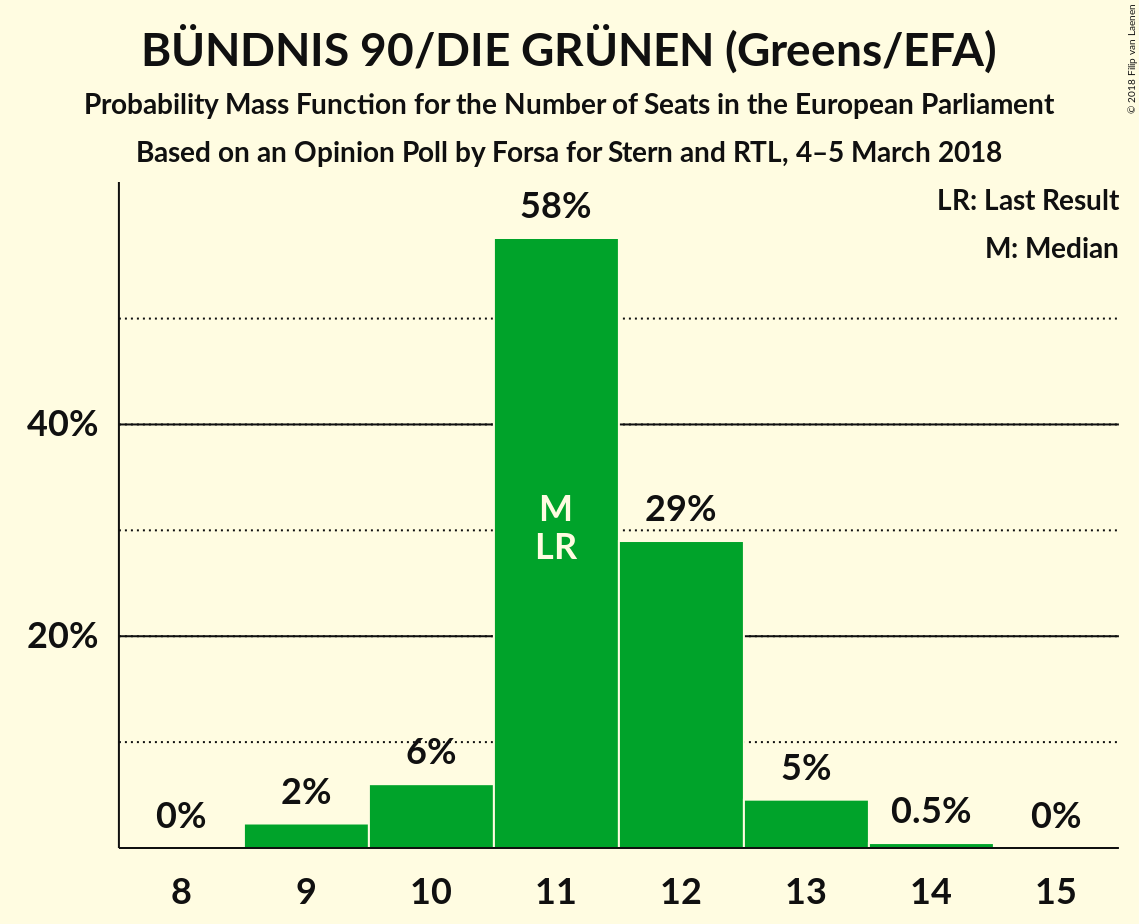 BÜNDNIS 90/DIE GRÜNEN (Greens/EFA)
Probability Mass Function for the Number of Seats in the European Parliament
Based on an Opinion Poll by Forsa for Stern and RTL, 4–5 March 2018
© 2018 Filip van Laenen
LR: Last Result
M: Median
58%
40%
M
LR
29%
20%
6%
5%
2%
0.5%
0%
0%
8 9 10 11 12 13 14 15